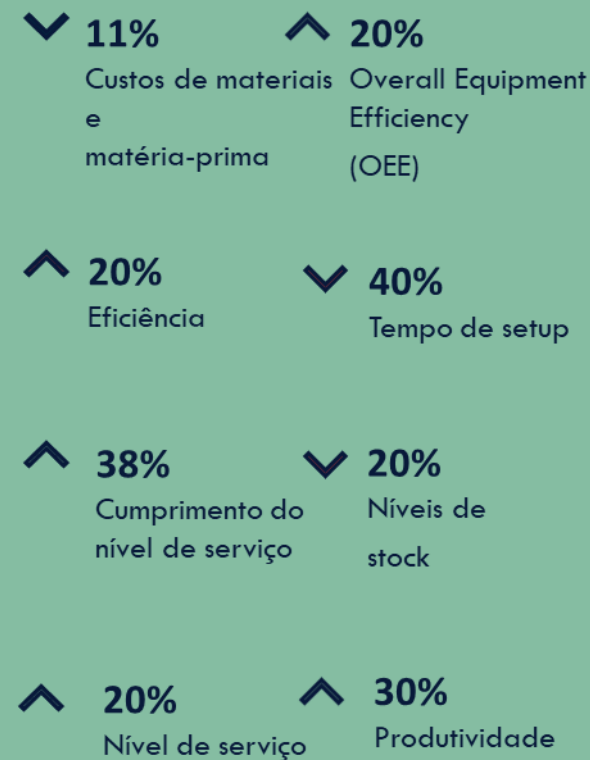 11%
Custos de materiais
e
matéria-prima
20%
Overall Equipment
Efficiency
(OEE)
20%
Eficiência
40%
Tempo de setup
38%
Cumprimento do
nível de serviço
20%
Níveis de
stock
20%
Nível de serviço
30%
Produtividade